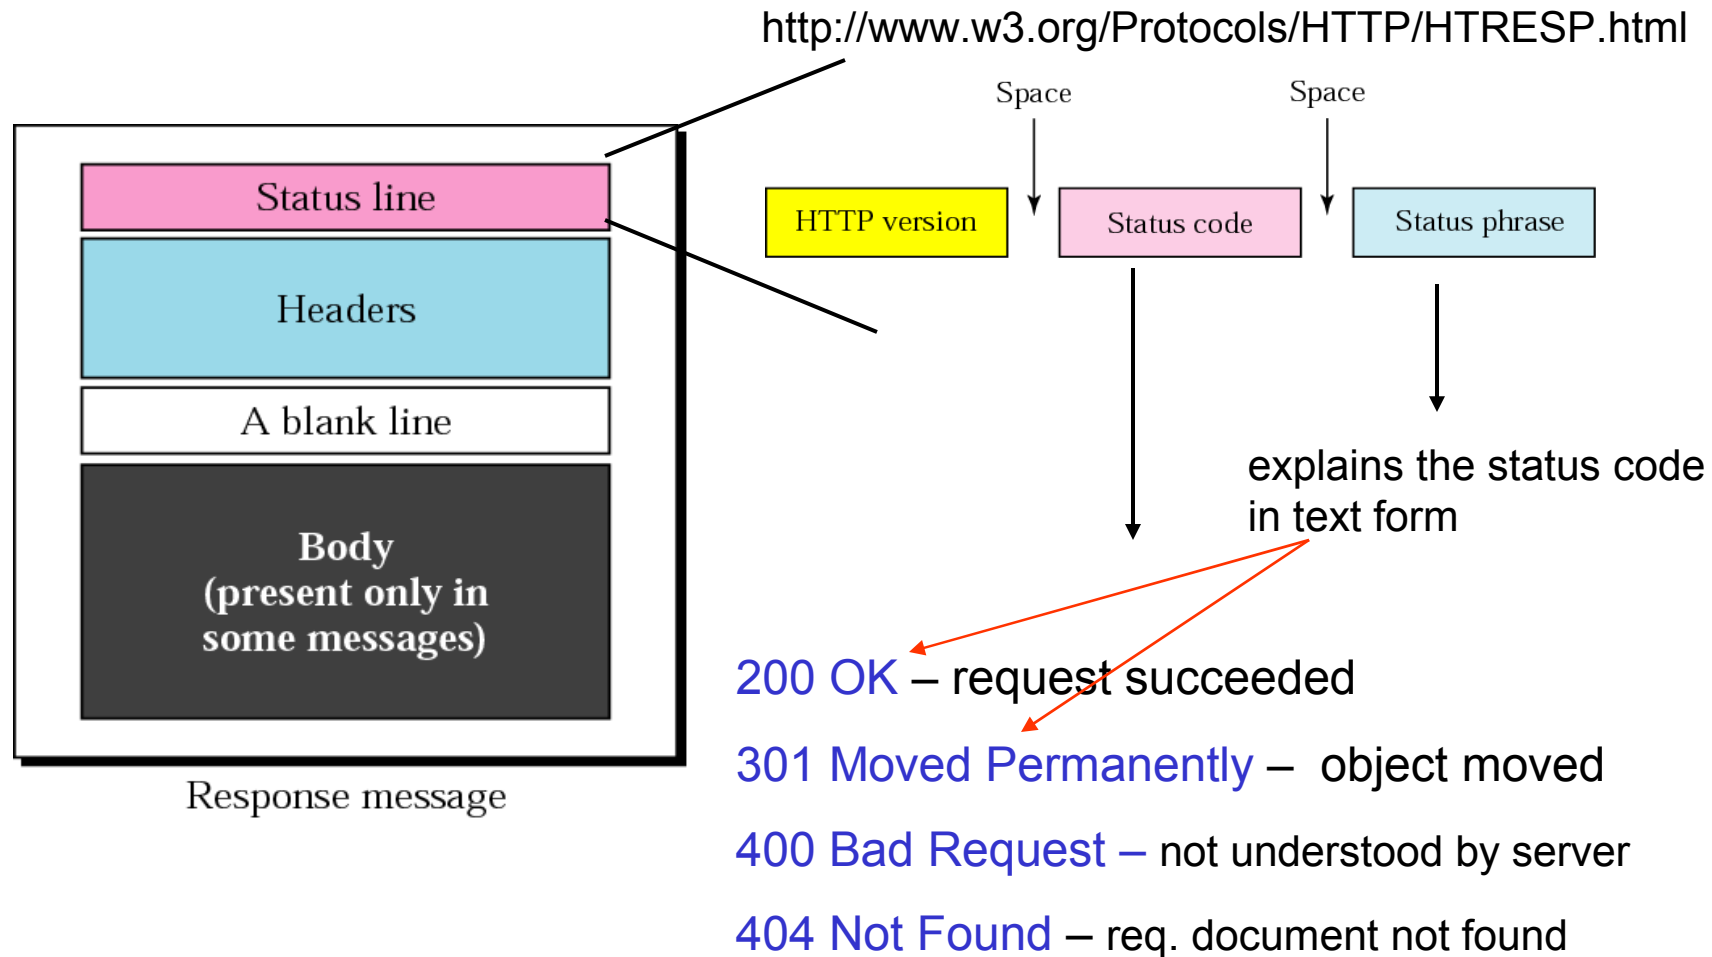 http://www.w3.org/Protocols/HTTP/HTRESP.html
Space Space
HTTP version Status code Status phrase
Status line
Headers
A blank line
Body
(present only in
some messages)
Response message
explains the status code
in text form
200 OK – request succeeded
301 Moved Permanently – object moved
400 Bad Request – not understood by server
404 Not Found – req. document not found